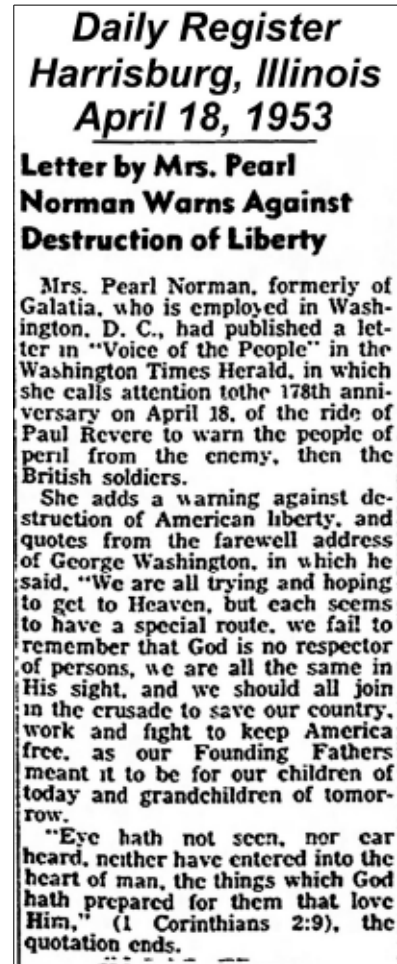 Daily Register
Harrisburg, Illinois
April 18, 1953
Letter by Mrs. Pearl
Norman Warns Against
Destruction of Liberty
Mrs. Pearl Norman, formerly of
Galatia, who is employed in Wash-
ington, D. C., had published a let-
ter in "Voice of the People" in the
Washington Times Herald, in which
she calls attention tothe 178th anni-
versary on April 18, of the ride of
Paul Revere to warn the people of
peril from the enemy, then the
British soldiers.
She adds a warning against de-
struction of American liberty, and
quotes from the farewell address
of George Washington, in which he
said, "We are all trying and hoping
to get to Heaven, but each seems
to have a special route, we fail to
remember that God is no respector
of persons, we are all the same in
His sight, and we should all join
in the crusade to save our country,
work and fight to keep America
free, as our Founding Fathers
meant it to be for our children of
today and grandchildren of tomor-
row.
"Eye hath not seen, nor ear
heard, neither have entered into the
heart of man, the things which God
hath prepared for them that love
Him," (1 Corinthians 2:9), the
quotation ends.